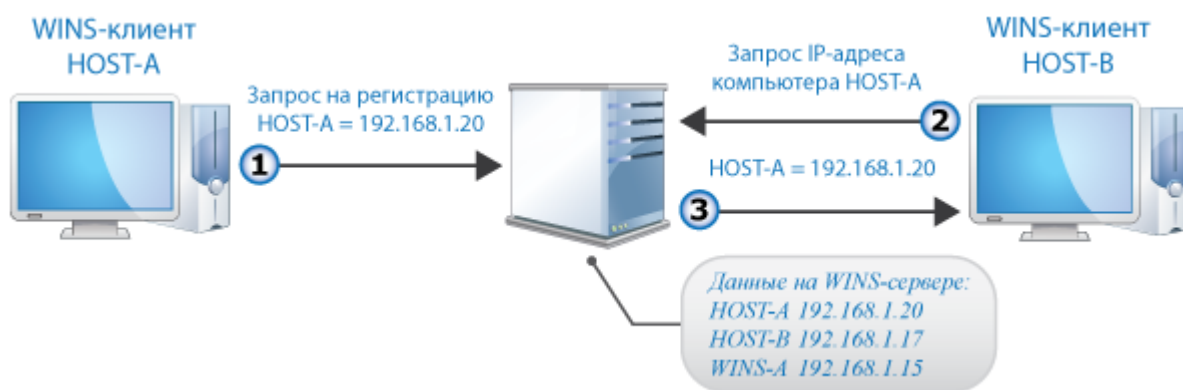 WINS-клиент
HOST-A
Запрос на регистрацию
HOST-A = 192.168.1.20
1
Запрос IP-адреса
компьютера HOST-A
2
HOST-A = 192.168.1.20
3
WINS-клиент
HOST-B
Данные на WINS-сервере:
HOST-A 192.168.1.20
HOST-B 192.168.1.17
WINS-A 192.168.1.15